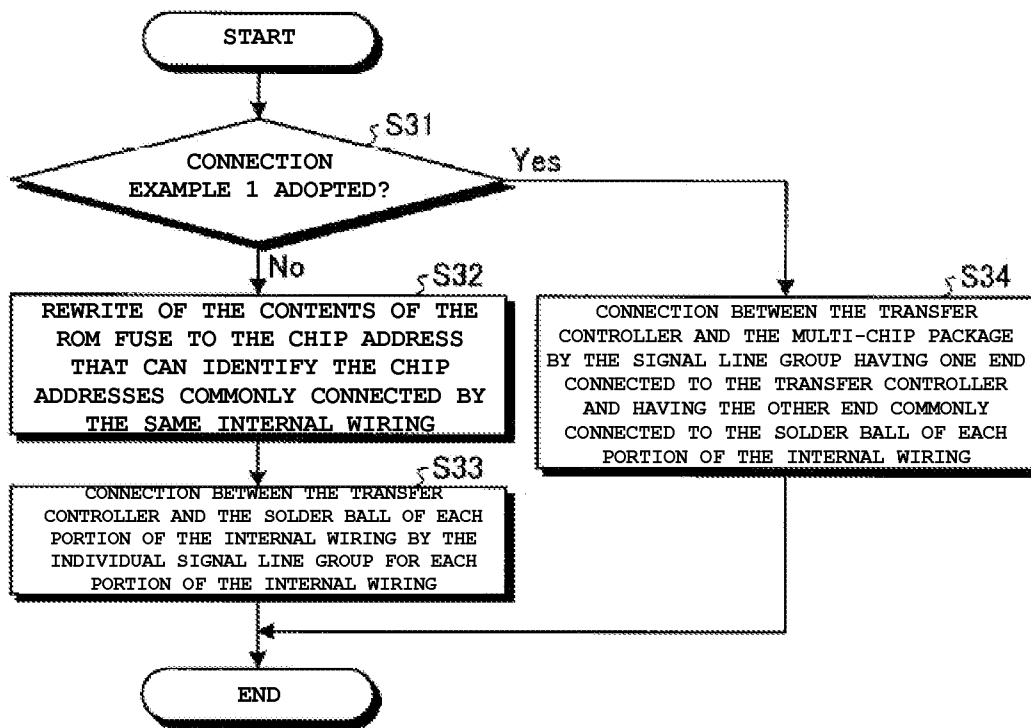 START
S31
CONNECTION
EXAMPLE 1 ADOPTED?
Yes
No
S32
REWRITE OF THE CONTENTS OF THE
ROM FUSE TO THE CHIP ADDRESS
THAT CAN IDENTIFY THE CHIP
ADDRESSES COMMONLY CONNECTED BY
THE SAME INTERNAL WIRING
S33
CONNECTION BETWEEN THE TRANSFER
CONTROLLER AND THE SOLDER BALL OF EACH
PORTION OF THE INTERNAL WIRING BY THE
INDIVIDUAL SIGNAL LINE GROUP FOR EACH
PORTION OF THE INTERNAL WIRING
S34
CONNECTION BETWEEN THE TRANSFER
CONTROLLER AND THE MULTI-CHIP PACKAGE
BY THE SIGNAL LINE GROUP HAVING ONE END
CONNECTED TO THE TRANSFER CONTROLLER
AND HAVING THE OTHER END COMMONLY
CONNECTED TO THE SOLDER BALL OF EACH
PORTION OF THE INTERNAL WIRING
END